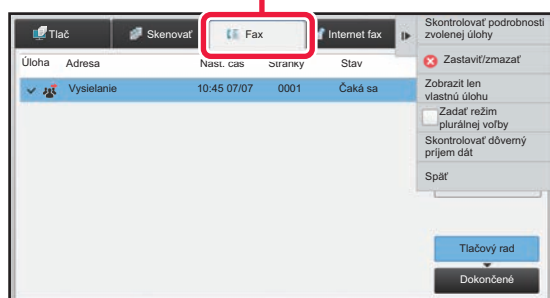 Tlač
Skenovať
Fax
Internet fax
Úloha
Adresa
Nast. čas
Stránky
Stav
Vysielanie
10:45 07/07
0001
Čaká sa
Skontrolovať podrobnosti
zvolenej úlohy
Zastaviť/zmazať
Zobrazit len
vlastnú úlohu
Zadať režim
plurálnej voľby
Skontrolovať dôverný
príjem dát
Späť
Tlačový rad
Dokončené